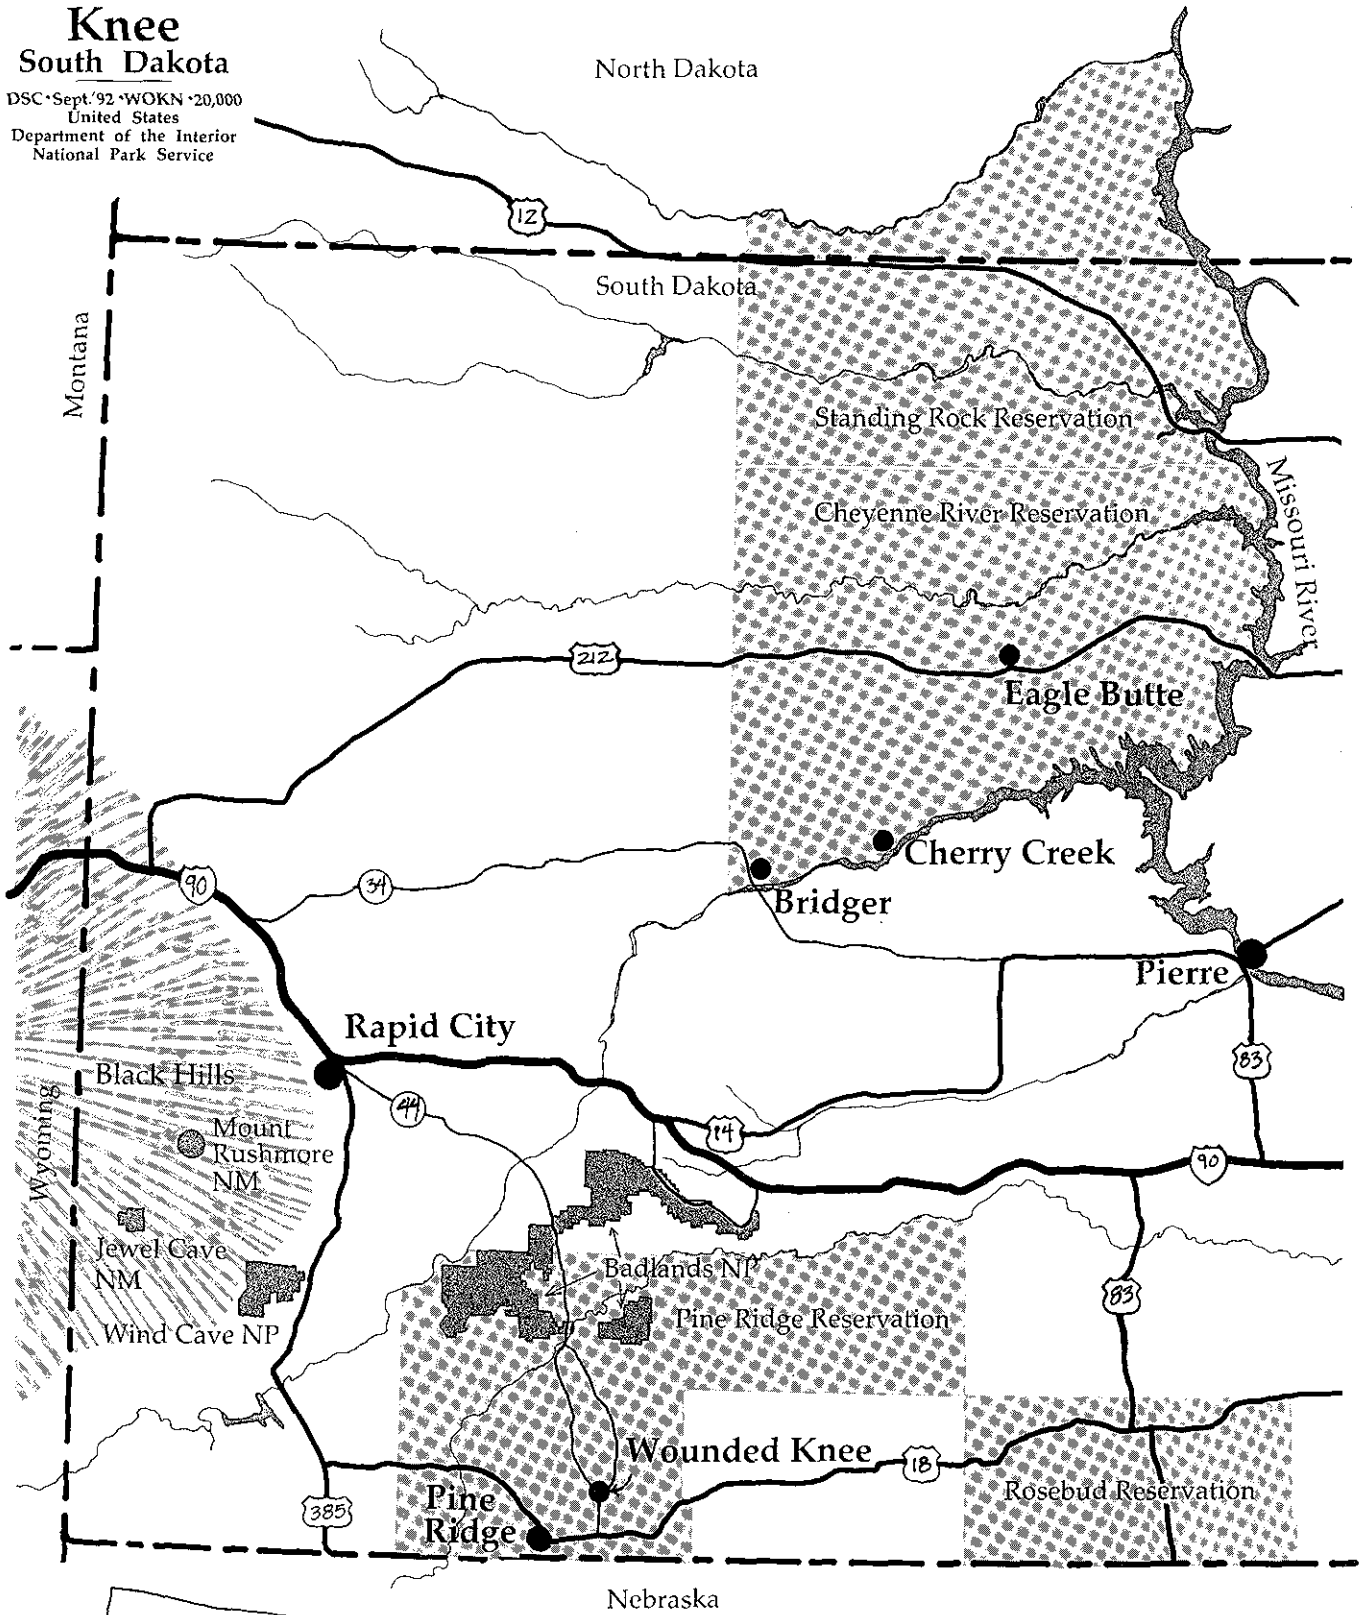 Knee
South Dakota
DSC•Sept.'92•WOKN•20,000
United States
Department of the Interior
National Park Service
North Dakota
12
South Dakota
Montana
Standing Rock Reservation
Cheyenne River Reservation
Missouri River
212
Eagle Butte
Cherry Creek
90
34
Bridger
Pierre
Rapid City
Black Hills
83
44
Wyoming
Mount
Rushmore
NM
14
90
Jewel Cave
NM
Badlands NP
83
Pine Ridge Reservation
Wind Cave NP
Wounded Knee
18
Rosebud Reservation
385
Pine
Ridge
Nebraska